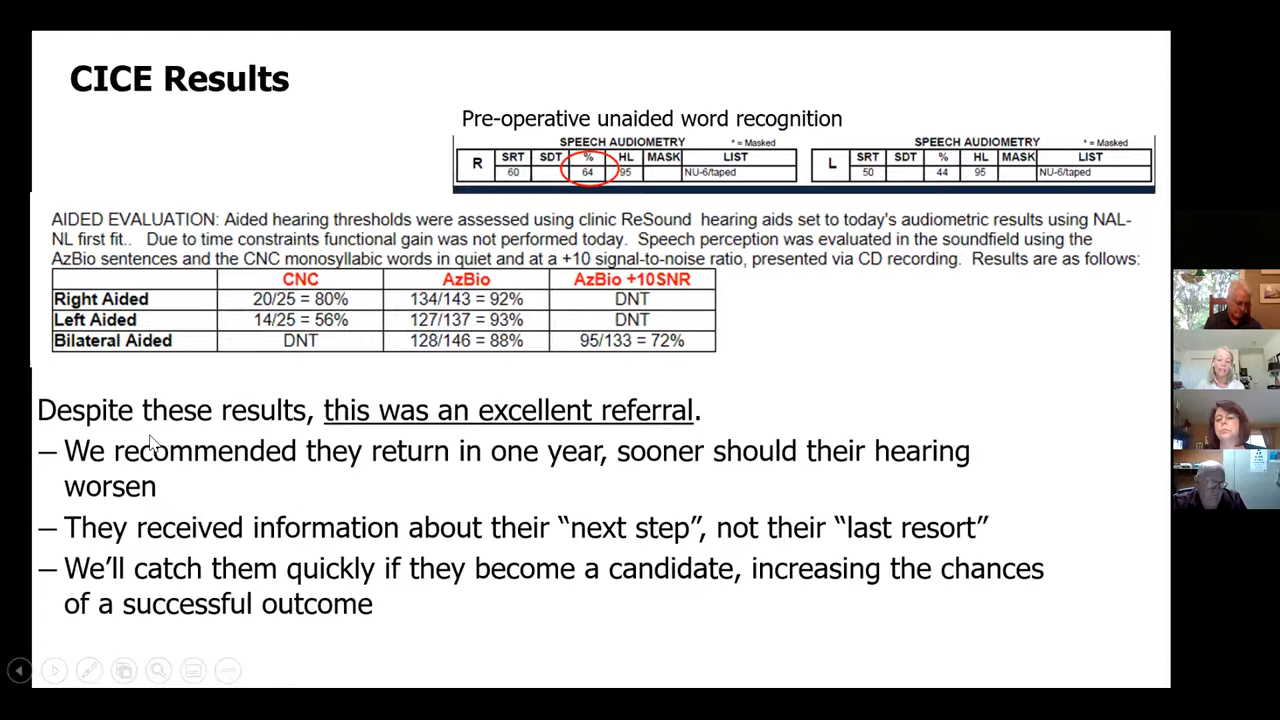 CICE Results
Pre-operative unaided word recognition
SPEECH AUDIOMETRY * = Masked
R SRT SDT % HL MASK LIST
60 64 95 NU-6/taped
SPEECH AUDIOMETRY * = Masked
L SRT SDT % HL MASK LIST
50 44 95 NU-6/taped
AIDED EVALUATION: Aided hearing thresholds were assessed using clinic ReSound hearing aids set to today's audiometric results using NAL-
NL first fit.. Due to time constraints functional gain was not performed today. Speech perception was evaluated in the soundfield using the
AzBio sentences and the CNC monosyllabic words in quiet and at a +10 signal-to-noise ratio, presented via CD recording. Results are as follows:
CNC AzBio AzBio +10SNR
Right Aided 20/25 = 80% 134/143 = 92% DNT
Left Aided 14/25 = 56% 127/137 = 93% DNT
Bilateral Aided DNT 128/146 = 88% 95/133 = 72%
Despite these results, this was an excellent referral.
– We recommended they return in one year, sooner should their hearing
worsen
– They received information about their “next step”, not their “last resort”
– We’ll catch them quickly if they become a candidate, increasing the chances
of a successful outcome